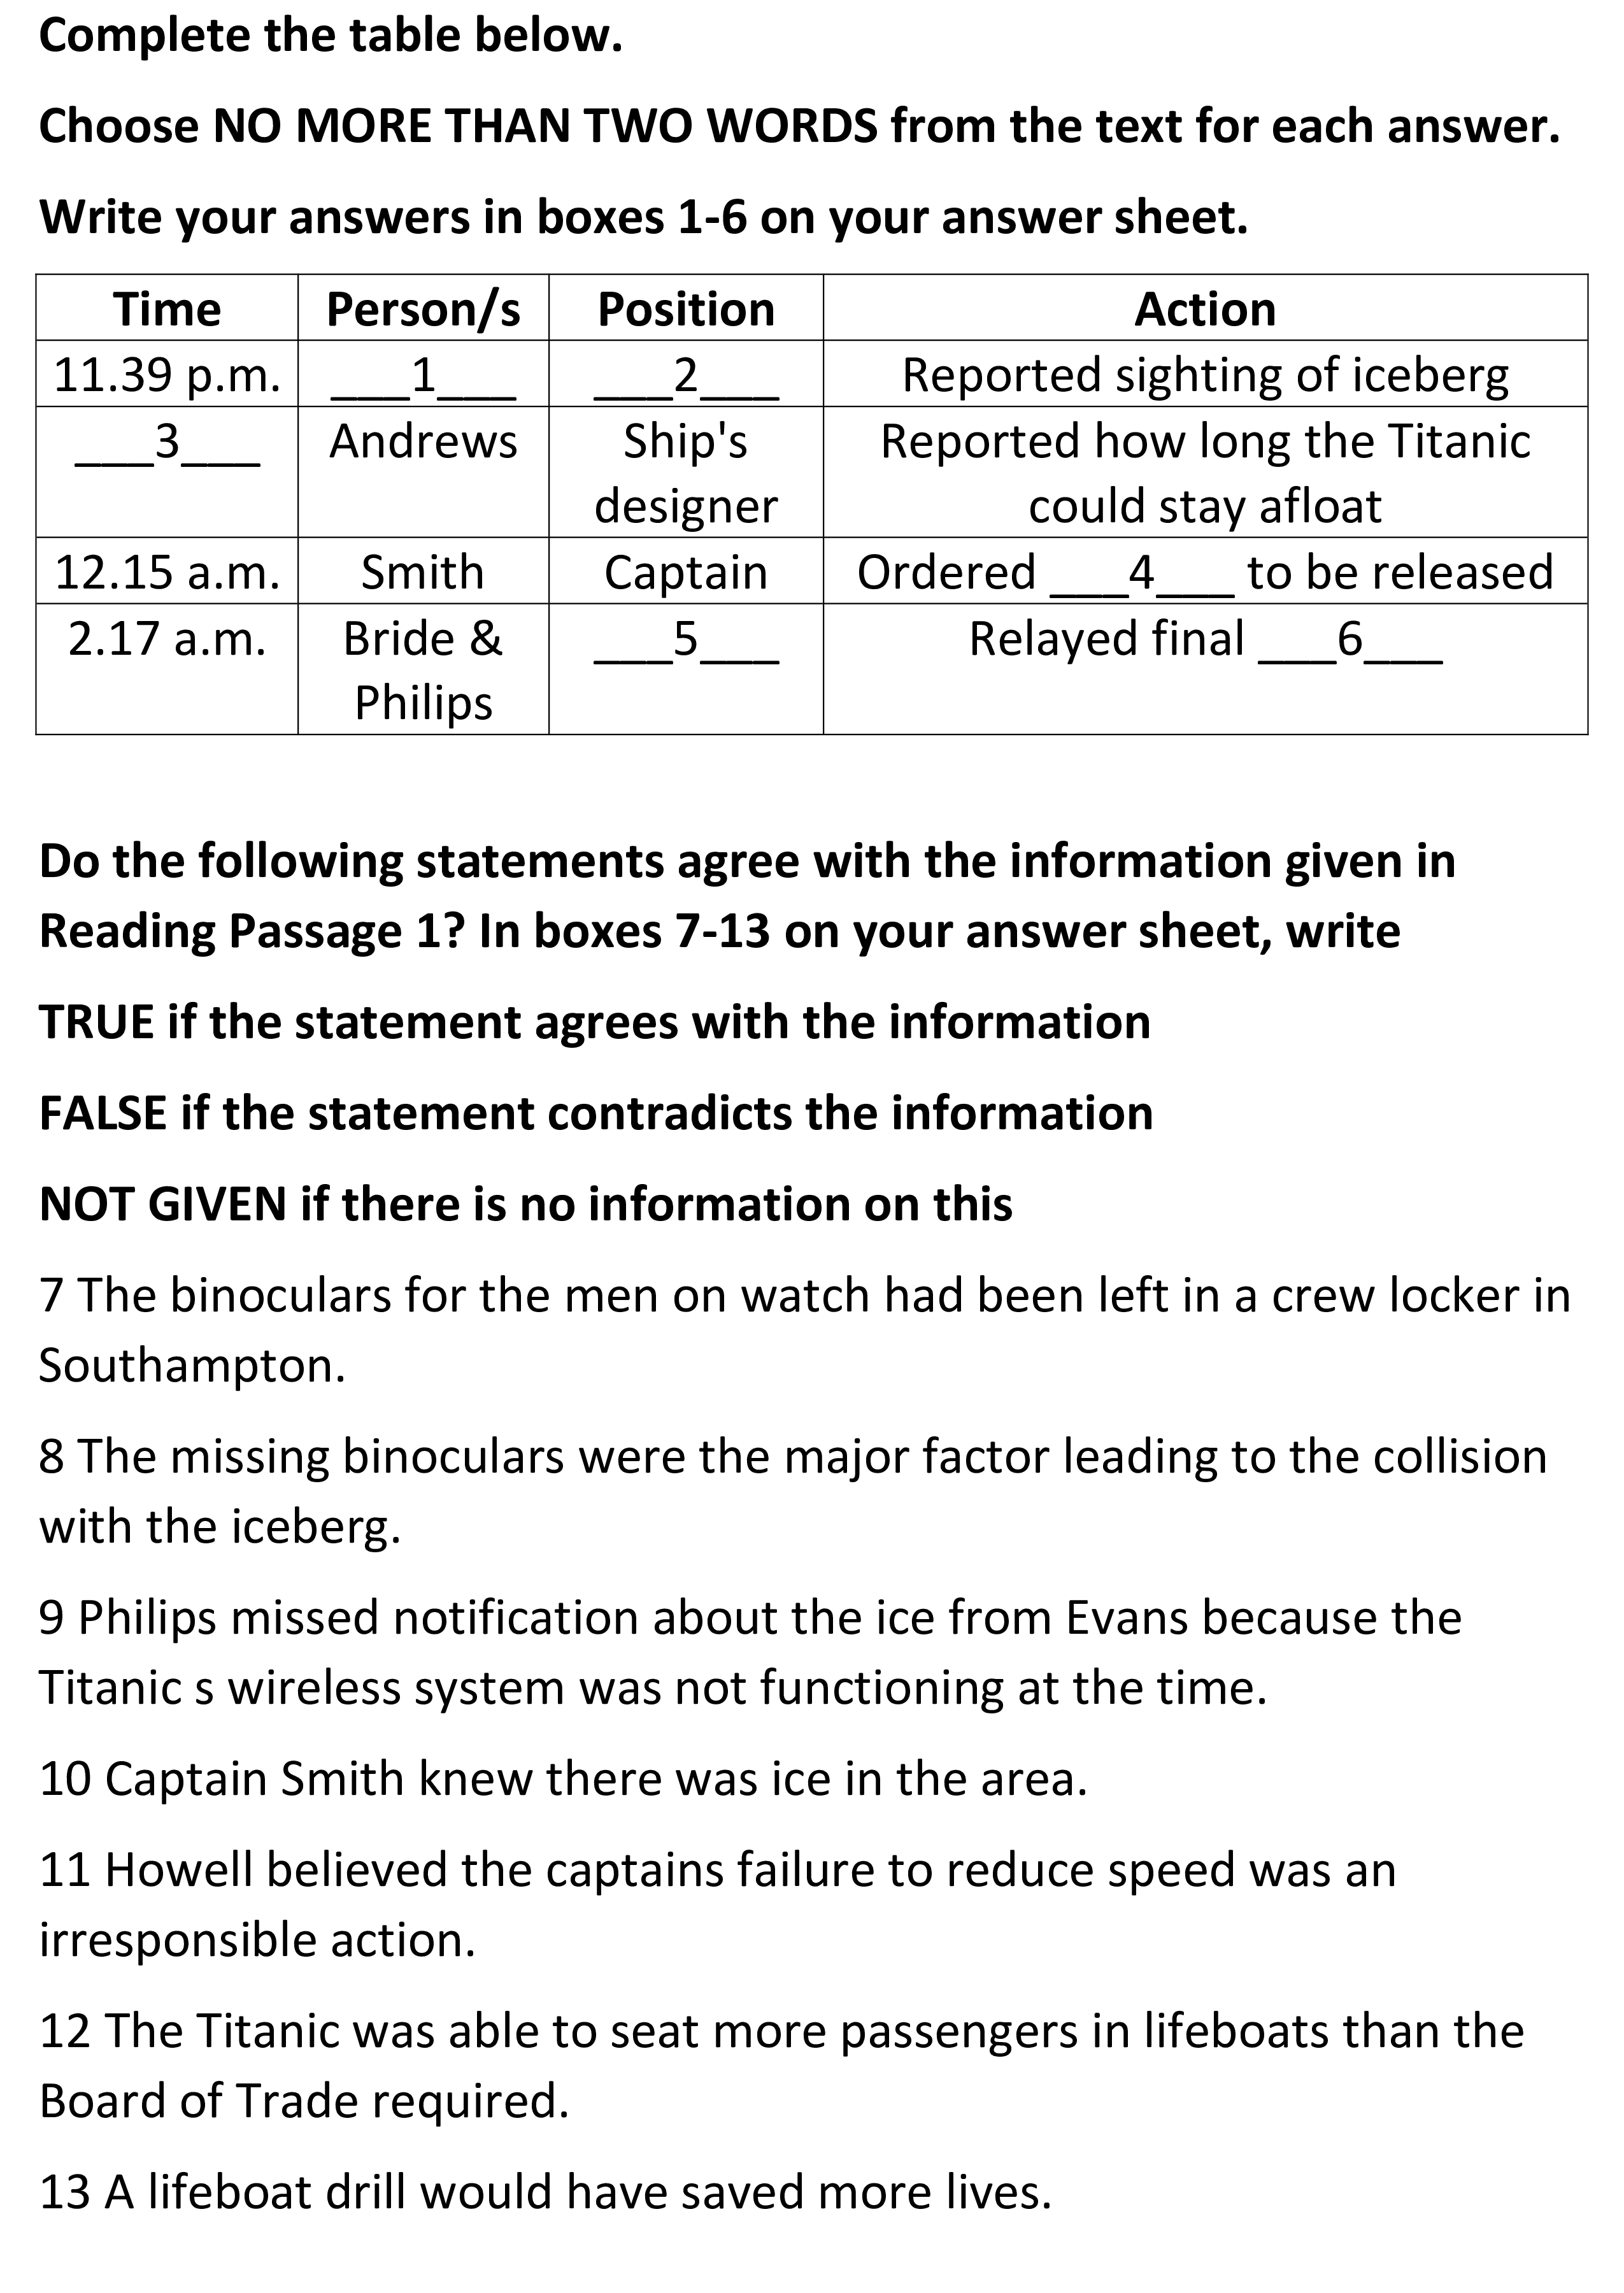 Complete the table below.
Choose NO MORE THAN TWO WORDS from the text for each answer.
Write your answers in boxes 1-6 on your answer sheet.
Time Person/s Position Action
11.39 p.m. ___1___ ___2___ Reported sighting of iceberg
___3___ Andrews Ship's designer Reported how long the Titanic could stay afloat
12.15 a.m. Smith Captain Ordered ___4___ to be released
2.17 a.m. Bride & Philips ___5___ Relayed final ___6___
Do the following statements agree with the information given in
Reading Passage 1? In boxes 7-13 on your answer sheet, write
TRUE if the statement agrees with the information
FALSE if the statement contradicts the information
NOT GIVEN if there is no information on this
7 The binoculars for the men on watch had been left in a crew locker in
Southampton.
8 The missing binoculars were the major factor leading to the collision
with the iceberg.
9 Philips missed notification about the ice from Evans because the
Titanic s wireless system was not functioning at the time.
10 Captain Smith knew there was ice in the area.
11 Howell believed the captains failure to reduce speed was an
irresponsible action.
12 The Titanic was able to seat more passengers in lifeboats than the
Board of Trade required.
13 A lifeboat drill would have saved more lives.